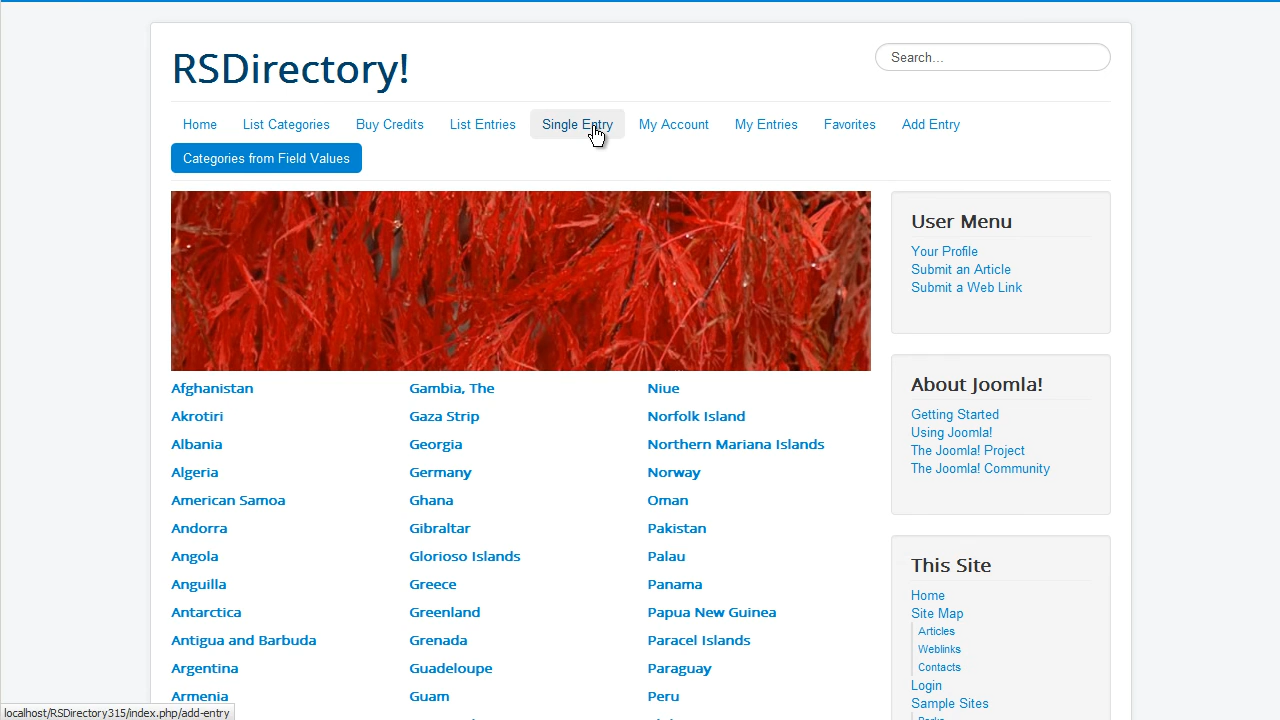 RSDirectory!
Search...
Home List Categories Buy Credits List Entries Single Entry My Account My Entries Favorites Add Entry
Categories from Field Values
Afghanistan Gambia, The Niue
Akrotiri Gaza Strip Norfolk Island
Albania Georgia Northern Mariana Islands
Algeria Germany Norway
American Samoa Ghana Oman
Andorra Gibraltar Pakistan
Angola Glorioso Islands Palau
Anguilla Greece Panama
Antarctica Greenland Papua New Guinea
Antigua and Barbuda Grenada Paracel Islands
Argentina Guadeloupe Paraguay
Armenia Guam Peru
User Menu
Your Profile
Submit an Article
Submit a Web Link
About Joomla!
Getting Started
Using Joomla!
The Joomla! Project
The Joomla! Community
This Site
Home
Site Map
Articles
Weblinks
Contacts
Login
Sample Sites
localhost/RSDirectory315/index.php/add-entry